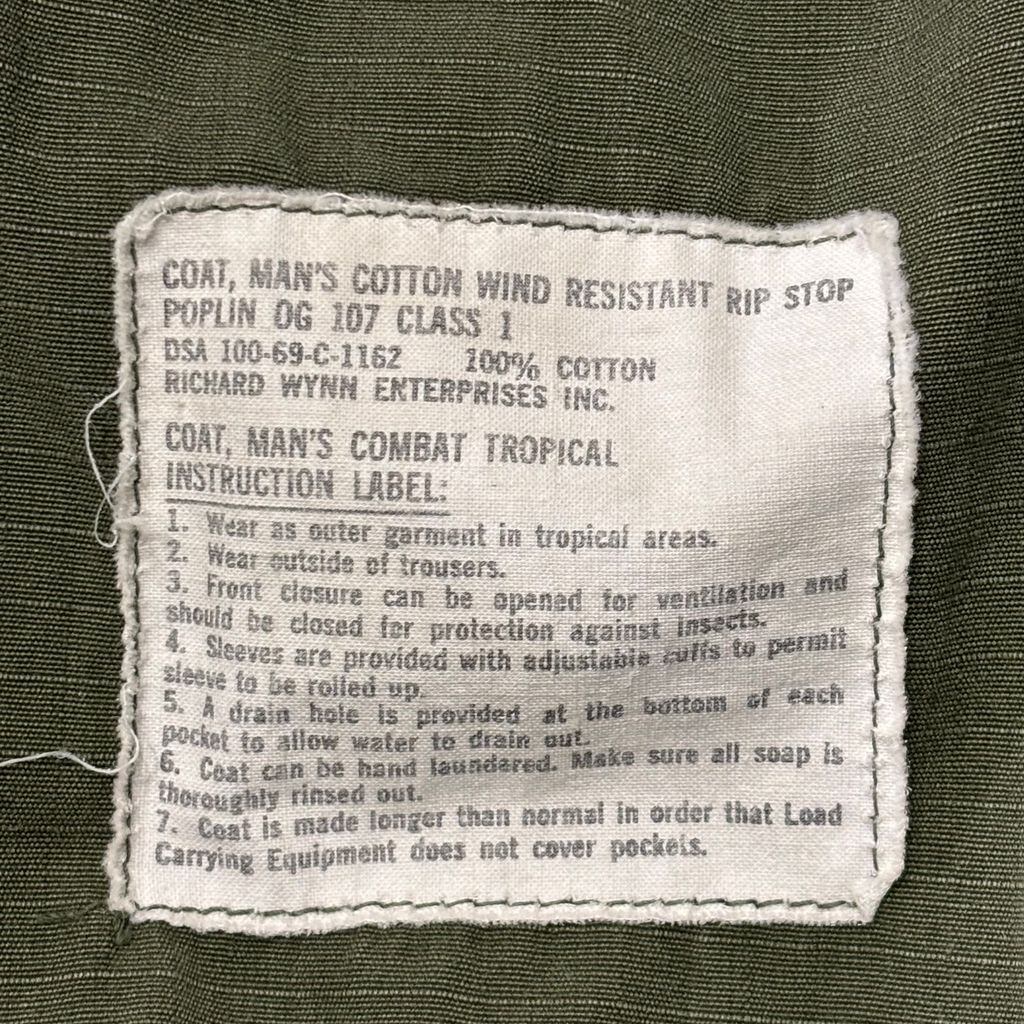 COAT, MAN'S COTTON WIND RESISTANT RIP STOP
POPLIN OG 107 CLASS 1
DSA 100-69-C-1162 100% COTTON
RICHARD WYNN ENTERPRISES INC.
COAT, MAN'S COMBAT TROPICAL
INSTRUCTION LABEL:
1. Wear as outer garment in tropical areas.
2. Wear outside of trousers.
3. Front closure can be opened for ventilation and
should be closed for protection against insects.
4. Sleeves are provided with adjustable cuffs to permit
sleeve to be rolled up.
5. A drain hole is provided at the bottom of each
pocket to allow water to drain out.
6. Coat can be hand laundered. Make sure all soap is
thoroughly rinsed out.
7. Coat is made longer than normal in order that Load
Carrying Equipment does not cover pockets.